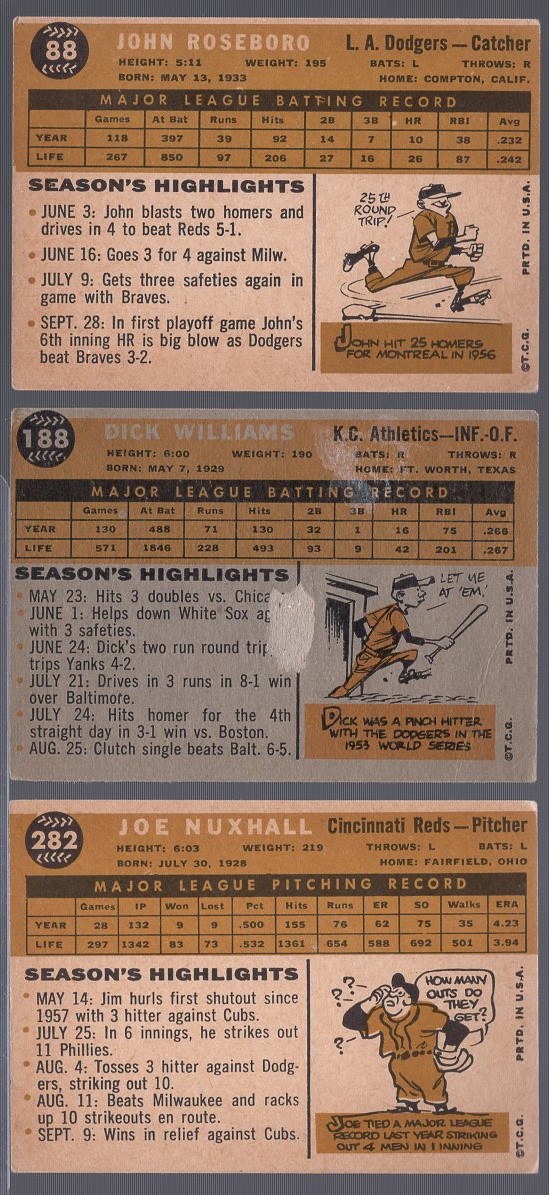 88
JOHN ROSEBORO
L. A. Dodgers — Catcher
HEIGHT: 5:11 WEIGHT: 195 BATS: L THROWS: R
BORN: MAY 13, 1933 HOME: COMPTON, CALIF.
MAJOR LEAGUE BATTING RECORD
Games At Bat Runs Hits 2B 3B HR RBI Avg
YEAR 118 397 39 92 14 7 10 38 .232
LIFE 267 850 97 206 27 16 26 87 .242
SEASON'S HIGHLIGHTS
JUNE 3: John blasts two homers and
drives in 4 to beat Reds 5-1.
JUNE 16: Goes 3 for 4 against Milw.
JULY 9: Gets three safeties again in
game with Braves.
SEPT. 28: In first playoff game John's
6th inning HR is big blow as Dodgers
beat Braves 3-2.
25TH
ROUND
TRIP!
JOHN HIT 25 HOMERS
FOR MONTREAL IN 1956
©T.C.G. PRTD. IN U.S.A.
188
DICK WILLIAMS
K.C. Athletics—INF.-O.F.
HEIGHT: 6:00 WEIGHT: 190 BATS: R THROWS: R
BORN: MAY 7, 1929 HOME: FT. WORTH, TEXAS
MAJOR LEAGUE BATTING RECORD
Games At Bat Runs Hits 2B 3B HR RBI Avg
YEAR 130 488 71 130 32 1 16 75 .266
LIFE 571 1846 228 493 93 9 42 201 .267
SEASON'S HIGHLIGHTS
MAY 23: Hits 3 doubles vs.
JUNE 1: Helps down White Sox
with 3 safeties.
JUNE 24: Dick's two run round
trips Yanks 4-2.
JULY 21: Drives in 3 runs in 8-1 win
over Baltimore.
JULY 24: Hits homer for the 4th
straight day in 3-1 win vs. Boston.
AUG. 25: Clutch single beats Balt. 6-5.
LET ME
AT 'EM.
DICK WAS A PINCH HITTER
WITH THE DODGERS IN THE
1953 WORLD SERIES
©T.C.G. PRTD. IN U.S.A.
282
JOE NUXHALL
Cincinnati Reds — Pitcher
HEIGHT: 6:03 WEIGHT: 219 THROWS: L BATS: L
BORN: JULY 30, 1928 HOME: FAIRFIELD, OHIO
MAJOR LEAGUE PITCHING RECORD
Games IP Won Lost Pct Hits Runs ER SO Walks ERA
YEAR 28 132 9 9 .500 155 76 62 75 35 4.23
LIFE 297 1342 83 73 .532 1361 654 588 692 501 3.94
SEASON'S HIGHLIGHTS
MAY 14: Jim hurls first shutout since
1957 with 3 hitter against Cubs.
JULY 25: In 6 innings, he strikes out
11 Phillies.
AUG. 4: Tosses 3 hitter against Dodg-
ers, striking out 10.
AUG. 11: Beats Milwaukee and racks
up 10 strikeouts en route.
SEPT. 9: Wins in relief against Cubs.
? ? ? ?
HOW MANY
OUTS DO
THEY
GET?
JOE TIED A MAJOR LEAGUE
RECORD LAST YEAR STRIKING
OUT 4 MEN IN 1 INNING
©T.C.G. PRTD. IN U.S.A.